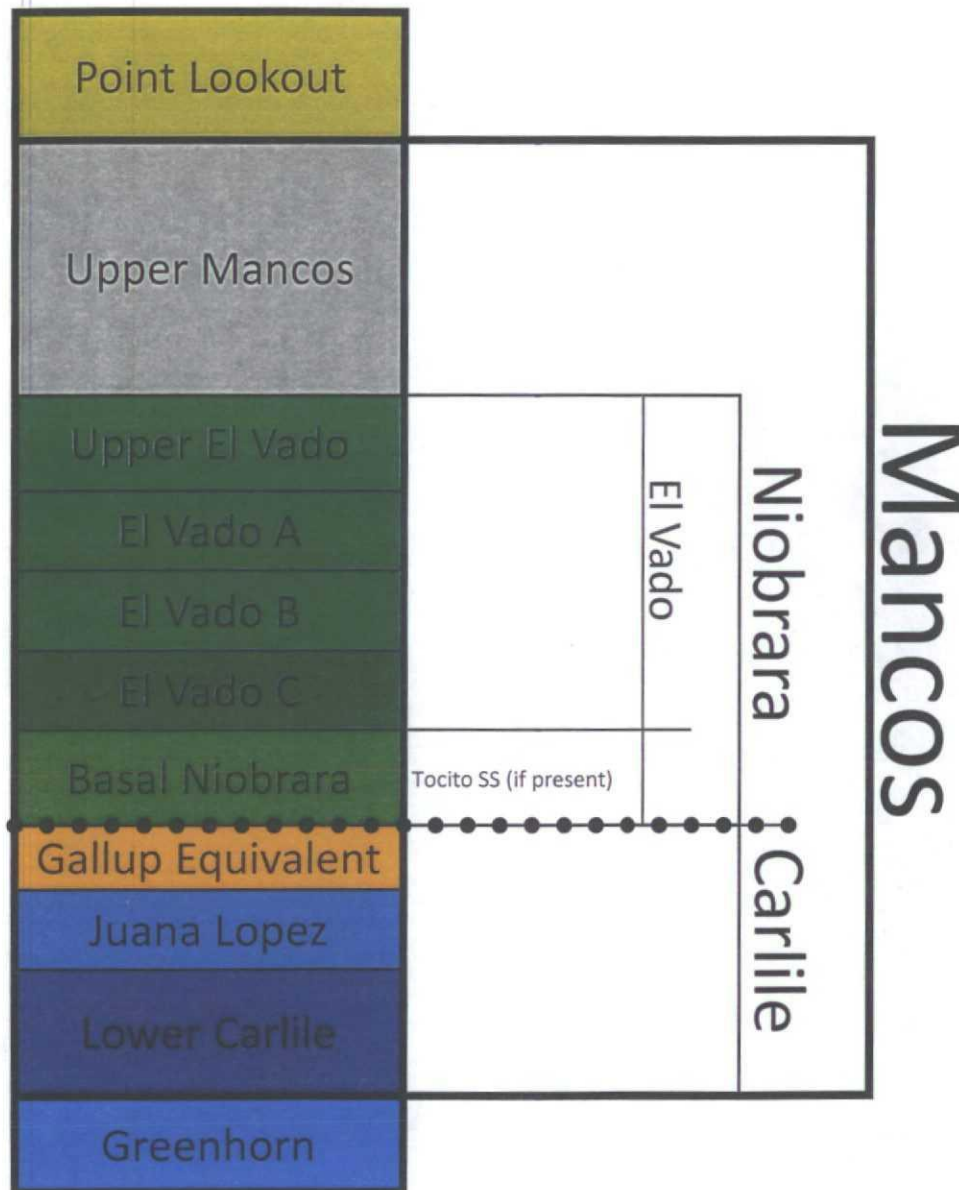 Point Lookout
Upper Mancos
Upper El Vado
El Vado A
El Vado B
El Vado C
Basal Niobrara
Tocito SS (if present)
Gallup Equivalent
Juana Lopez
Lower Carlile
Greenhorn
El Vado
Niobrara
Carlile
Mancos